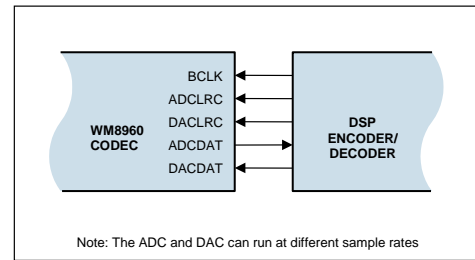 WM8960
CODEC
BCLK
ADCLRC
DACLRC
ADCDAT
DACDAT
DSP
ENCODER/
DECODER
Note: The ADC and DAC can run at different sample rates